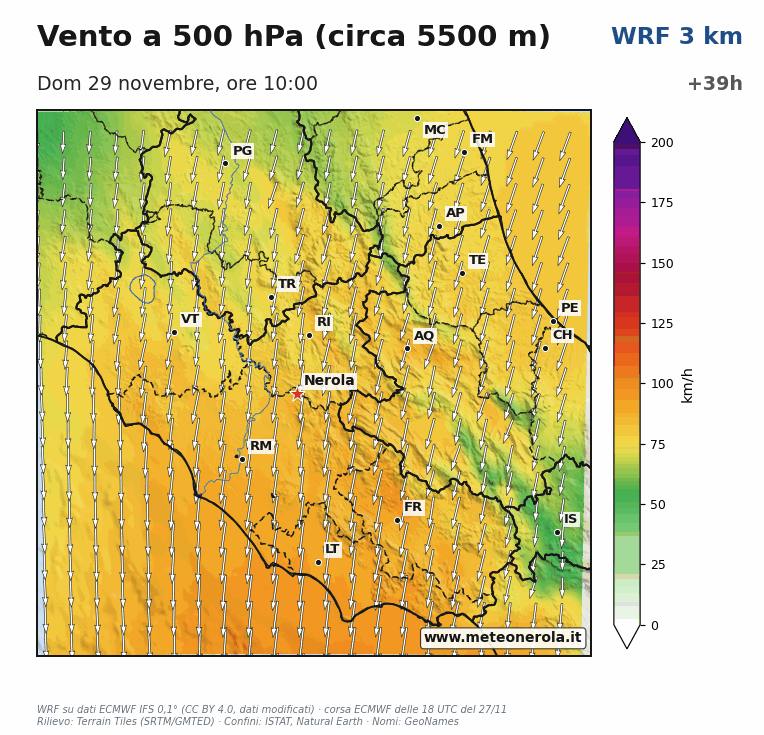 Vento a 500 hPa (circa 5500 m)
WRF 3 km
Dom 29 novembre, ore 10:00
+39h
MC
FM
PG
AP
TE
TR
PE
VT
RI
AQ
CH
Nerola
RM
FR
IS
LT
www.meteonerola.it
200
175
150
125
100
75
50
25
0
km/h
WRF su dati ECMWF IFS 0,1° (CC BY 4.0, dati modificati) · corsa ECMWF delle 18 UTC del 27/11
Rilievo: Terrain Tiles (SRTM/GMTED) · Confini: ISTAT, Natural Earth · Nomi: GeoNames